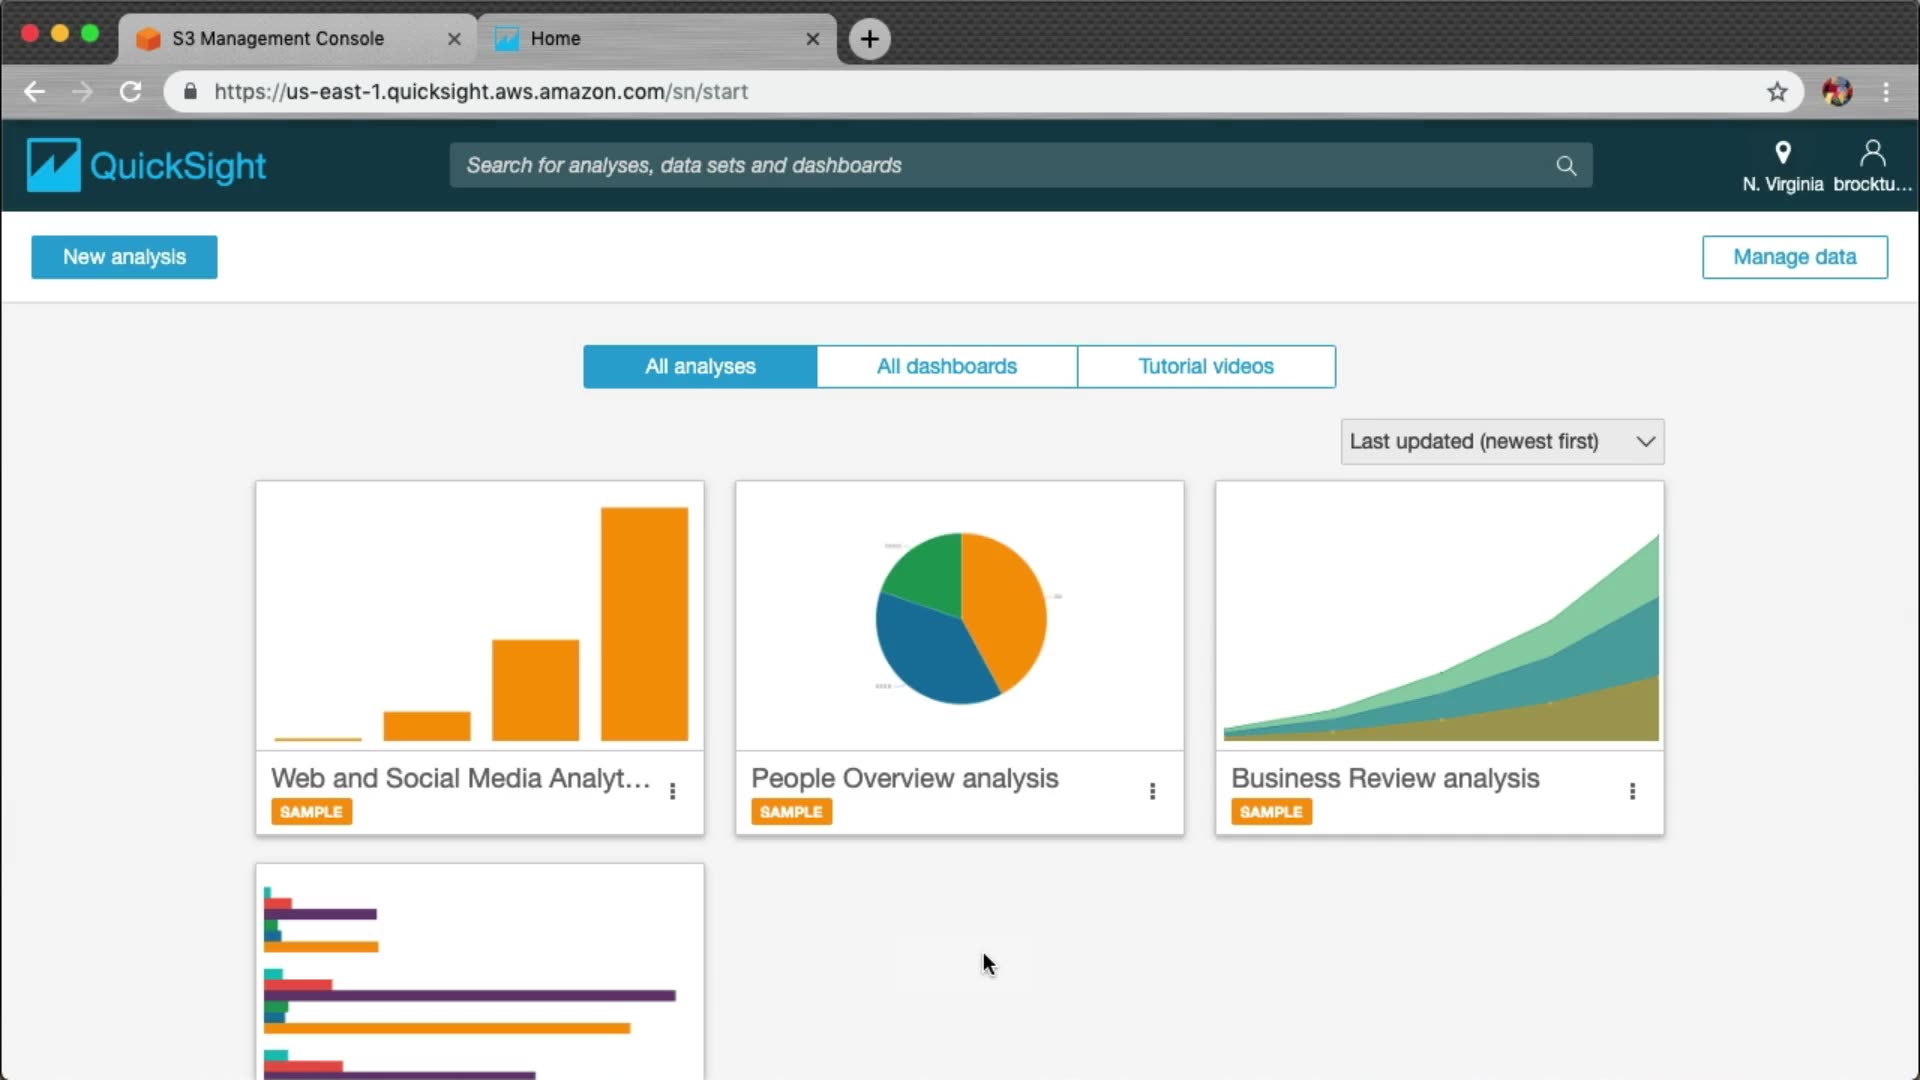 S3 Management Console
Home
https://us-east-1.quicksight.aws.amazon.com/sn/start
QuickSight
Search for analyses, data sets and dashboards
N. Virginia
brocktu...
New analysis
Manage data
All analyses
All dashboards
Tutorial videos
Last updated (newest first)
Web and Social Media Analyt...
SAMPLE
People Overview analysis
SAMPLE
Business Review analysis
SAMPLE